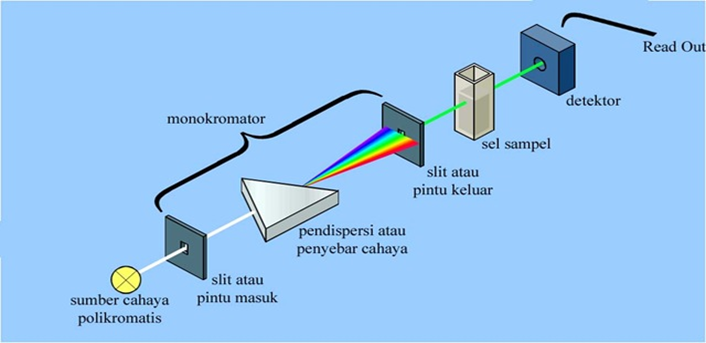 Read Out
detektor
sel sampel
monokromator
slit atau
pintu keluar
pendispersi atau
penyebar cahaya
slit atau
pintu masuk
sumber cahaya
polikromatis